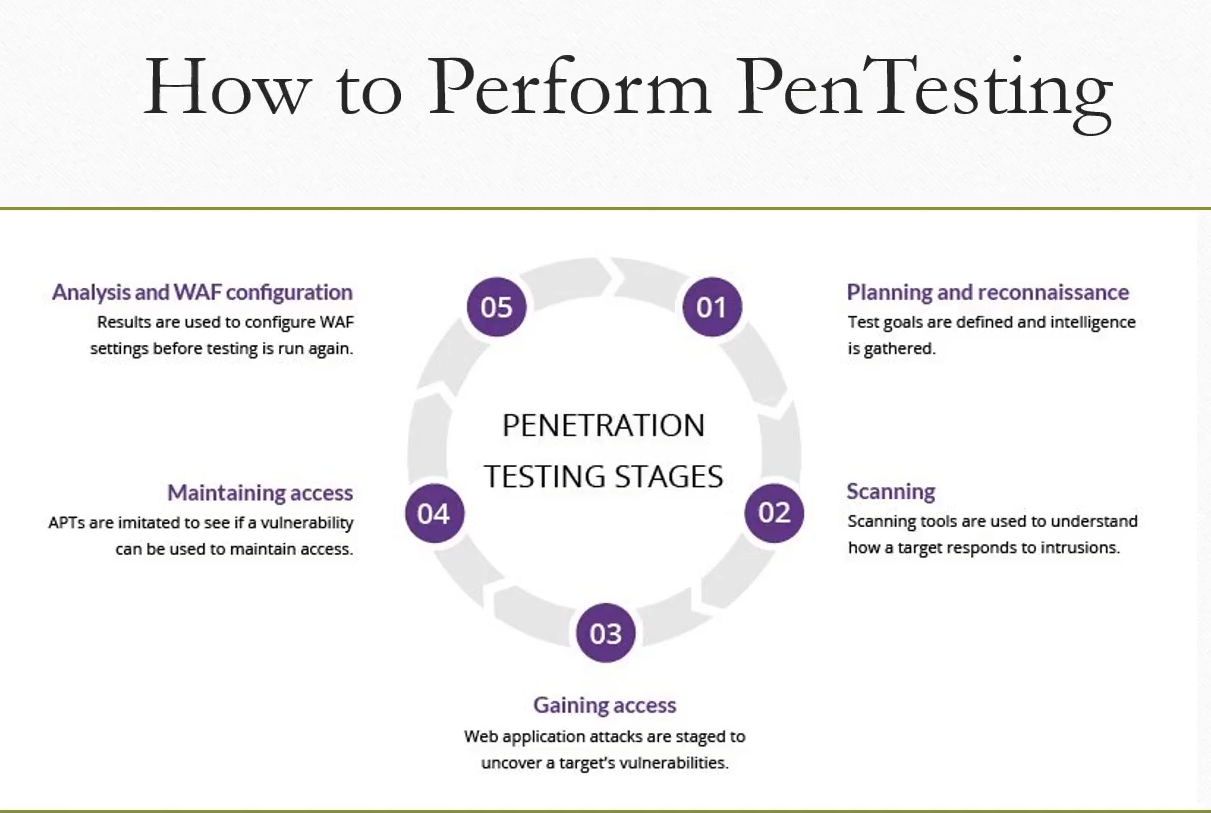 How to Perform PenTesting
PENETRATION
TESTING STAGES
01
Planning and reconnaissance
Test goals are defined and intelligence
is gathered.
02
Scanning
Scanning tools are used to understand
how a target responds to intrusions.
03
Gaining access
Web application attacks are staged to
uncover a target's vulnerabilities.
04
Maintaining access
APTs are imitated to see if a vulnerability
can be used to maintain access.
05
Analysis and WAF configuration
Results are used to configure WAF
settings before testing is run again.